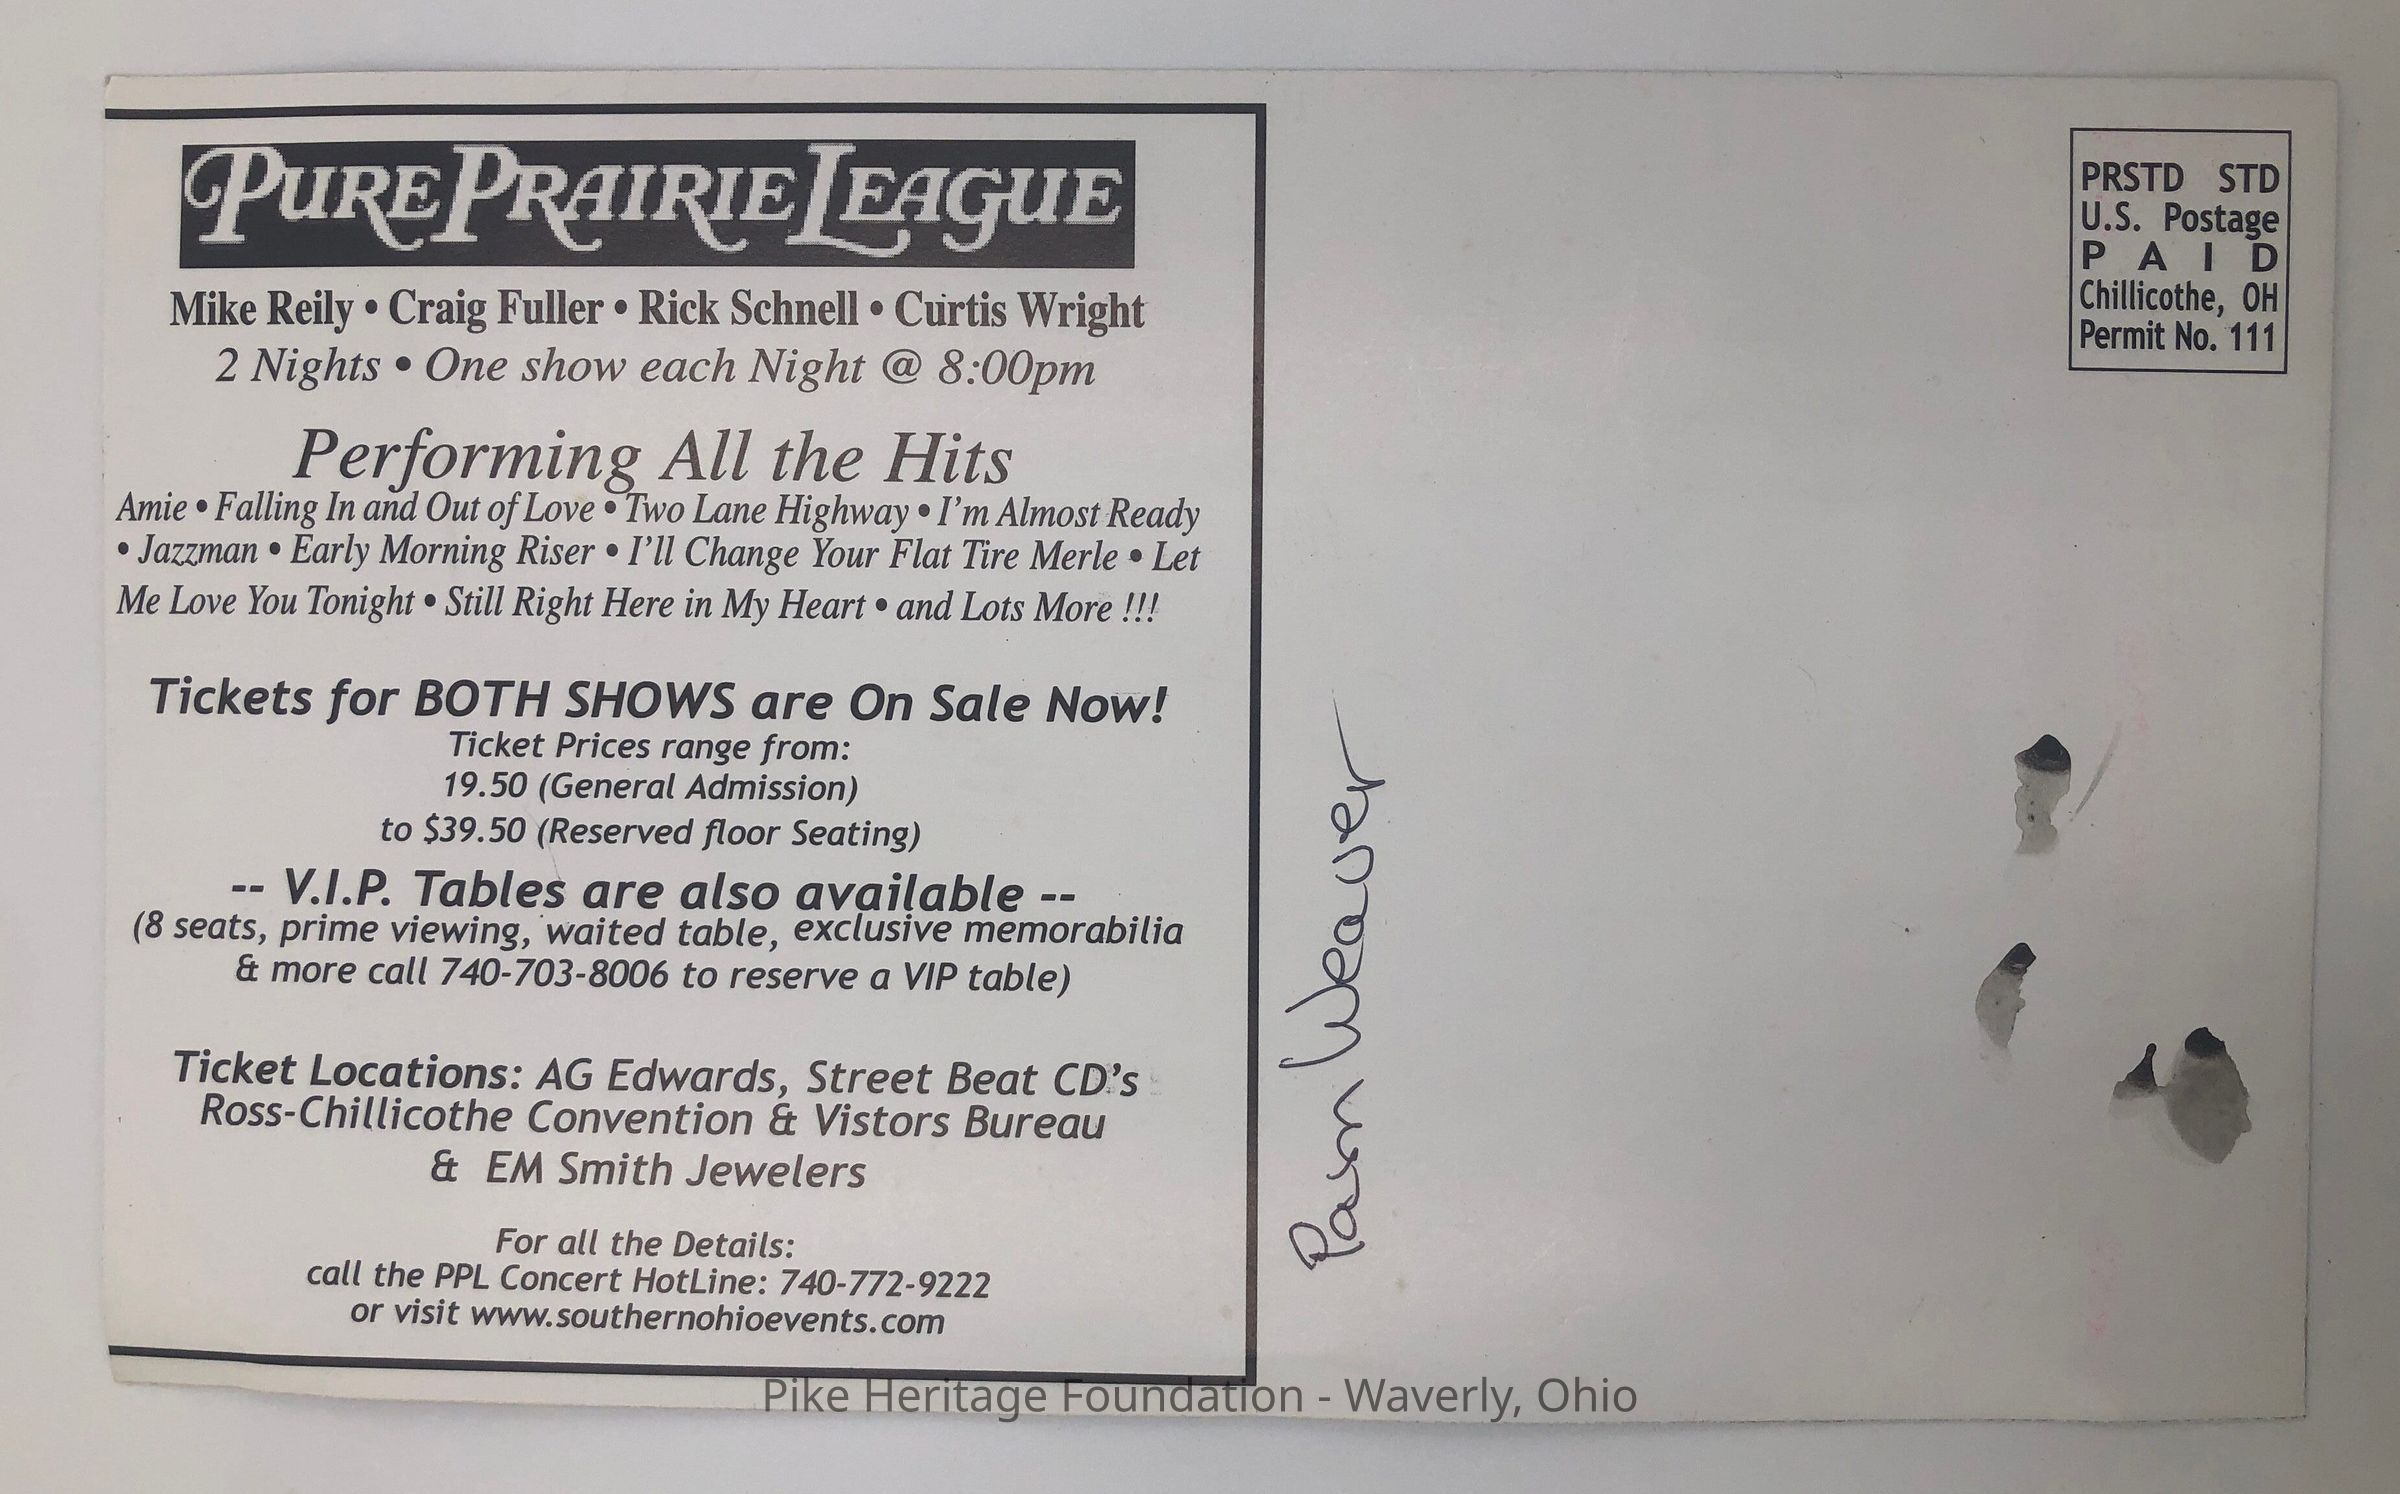 PURE PRAIRIE LEAGUE
Mike Reily • Craig Fuller • Rick Schnell • Curtis Wright
2 Nights • One show each Night @ 8:00pm
Performing All the Hits
Amie • Falling In and Out of Love • Two Lane Highway • I'm Almost Ready
• Jazzman • Early Morning Riser • I'll Change Your Flat Tire Merle • Let
Me Love You Tonight • Still Right Here in My Heart • and Lots More !!!
Tickets for BOTH SHOWS are On Sale Now!
Ticket Prices range from:
19.50 (General Admission)
to $39.50 (Reserved floor Seating)
-- V.I.P. Tables are also available --
(8 seats, prime viewing, waited table, exclusive memorabilia
& more call 740-703-8006 to reserve a VIP table)
Ticket Locations: AG Edwards, Street Beat CD's
Ross-Chillicothe Convention & Vistors Bureau
& EM Smith Jewelers
For all the Details:
call the PPL Concert HotLine: 740-772-9222
or visit www.southernohioevents.com
Pam Weaver
PRSTD STD
U.S. Postage
PAID
Chillicothe, OH
Permit No. 111
Pike Heritage Foundation - Waverly, Ohio